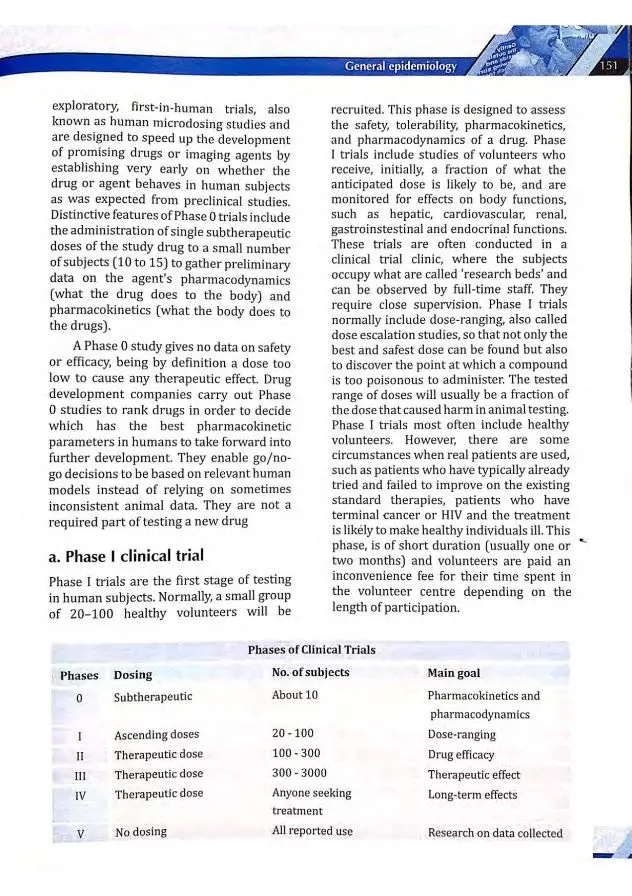 General epidemiology
151
exploratory, first-in-human trials, also
known as human microdosing studies and
are designed to speed up the development
of promising drugs or imaging agents by
establishing very early on whether the
drug or agent behaves in human subjects
as was expected from preclinical studies.
Distinctive features of Phase 0 trials include
the administration of single subtherapeutic
doses of the study drug to a small number
of subjects (10 to 15) to gather preliminary
data on the agent's pharmacodynamics
(what the drug does to the body) and
pharmacokinetics (what the body does to
the drugs).
A Phase 0 study gives no data on safety
or efficacy, being by definition a dose too
low to cause any therapeutic effect. Drug
development companies carry out Phase
0 studies to rank drugs in order to decide
which has the best pharmacokinetic
parameters in humans to take forward into
further development. They enable go/no-
go decisions to be based on relevant human
models instead of relying on sometimes
inconsistent animal data. They are not a
required part of testing a new drug
a. Phase I clinical trial
Phase I trials are the first stage of testing
in human subjects. Normally, a small group
of 20–100 healthy volunteers will be
recruited. This phase is designed to assess
the safety, tolerability, pharmacokinetics,
and pharmacodynamics of a drug. Phase
I trials include studies of volunteers who
receive, initially, a fraction of what the
anticipated dose is likely to be, and are
monitored for effects on body functions,
such as hepatic, cardiovascular, renal,
gastroinstestinal and endocrinal functions.
These trials are often conducted in a
clinical trial clinic, where the subjects
occupy what are called 'research beds' and
can be observed by full-time staff. They
require close supervision. Phase I trials
normally include dose-ranging, also called
dose escalation studies, so that not only the
best and safest dose can be found but also
to discover the point at which a compound
is too poisonous to administer. The tested
range of doses will usually be a fraction of
the dose that caused harm in animal testing.
Phase I trials most often include healthy
volunteers. However, there are some
circumstances when real patients are used,
such as patients who have typically already
tried and failed to improve on the existing
standard therapies, patients who have
terminal cancer or HIV and the treatment
is likely to make healthy individuals ill. This
phase, is of short duration (usually one or
two months) and volunteers are paid an
inconvenience fee for their time spent in
the volunteer centre depending on the
length of participation.
Phases of Clinical Trials
Phases Dosing No. of subjects Main goal
0 Subtherapeutic About 10 Pharmacokinetics and
pharmacodynamics
I Ascending doses 20 - 100 Dose-ranging
II Therapeutic dose 100 - 300 Drug efficacy
III Therapeutic dose 300 - 3000 Therapeutic effect
IV Therapeutic dose Anyone seeking Long-term effects
treatment
V No dosing All reported use Research on data collected